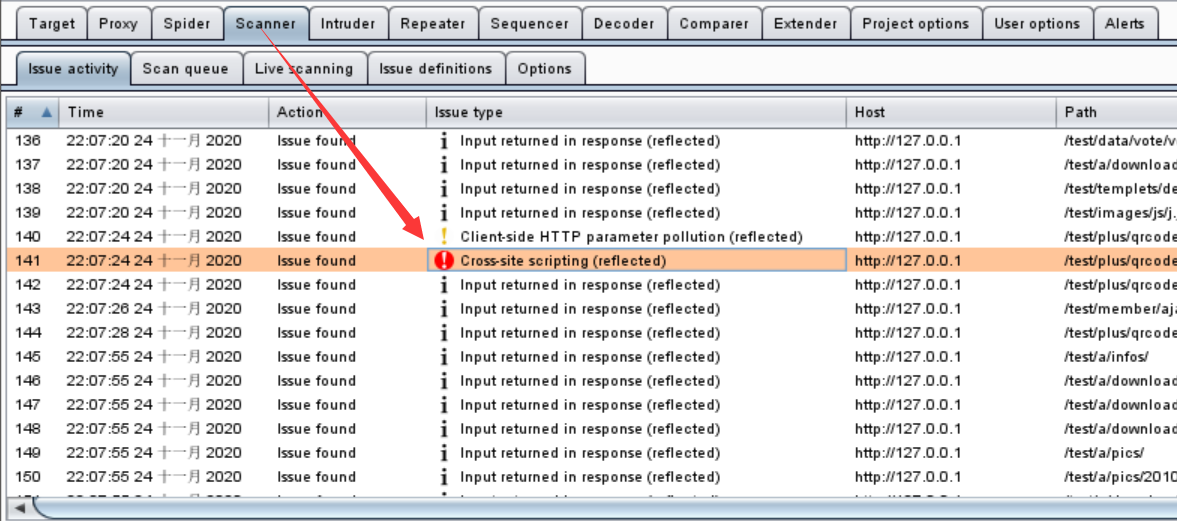 Target Proxy Spider Scanner Intruder Repeater Sequencer Decoder Comparer Extender Project options User options Alerts
Issue activity Scan queue Live scanning Issue definitions Options
# Time Action Issue type Host Path
136 22:07:20 24 十一月 2020 Issue found Input returned in response (reflected) http://127.0.0.1 /test/data/vote/v
137 22:07:20 24 十一月 2020 Issue found Input returned in response (reflected) http://127.0.0.1 /test/a/download
138 22:07:20 24 十一月 2020 Issue found Input returned in response (reflected) http://127.0.0.1 /test/templets/de
139 22:07:20 24 十一月 2020 Issue found Input returned in response (reflected) http://127.0.0.1 /test/images/js/j.
140 22:07:24 24 十一月 2020 Issue found Client-side HTTP parameter pollution (reflected) http://127.0.0.1 /test/plus/qrcode
141 22:07:24 24 十一月 2020 Issue found Cross-site scripting (reflected) http://127.0.0.1 /test/plus/qrcode
142 22:07:24 24 十一月 2020 Issue found Input returned in response (reflected) http://127.0.0.1 /test/plus/qrcode
143 22:07:26 24 十一月 2020 Issue found Input returned in response (reflected) http://127.0.0.1 /test/member/aja
144 22:07:28 24 十一月 2020 Issue found Input returned in response (reflected) http://127.0.0.1 /test/plus/qrcode
145 22:07:55 24 十一月 2020 Issue found Input returned in response (reflected) http://127.0.0.1 /test/a/infos/
146 22:07:55 24 十一月 2020 Issue found Input returned in response (reflected) http://127.0.0.1 /test/a/download
147 22:07:55 24 十一月 2020 Issue found Input returned in response (reflected) http://127.0.0.1 /test/a/download
148 22:07:55 24 十一月 2020 Issue found Input returned in response (reflected) http://127.0.0.1 /test/a/download
149 22:07:55 24 十一月 2020 Issue found Input returned in response (reflected) http://127.0.0.1 /test/a/pics/
150 22:07:55 24 十一月 2020 Issue found Input returned in response (reflected) http://127.0.0.1 /test/a/pics/2010